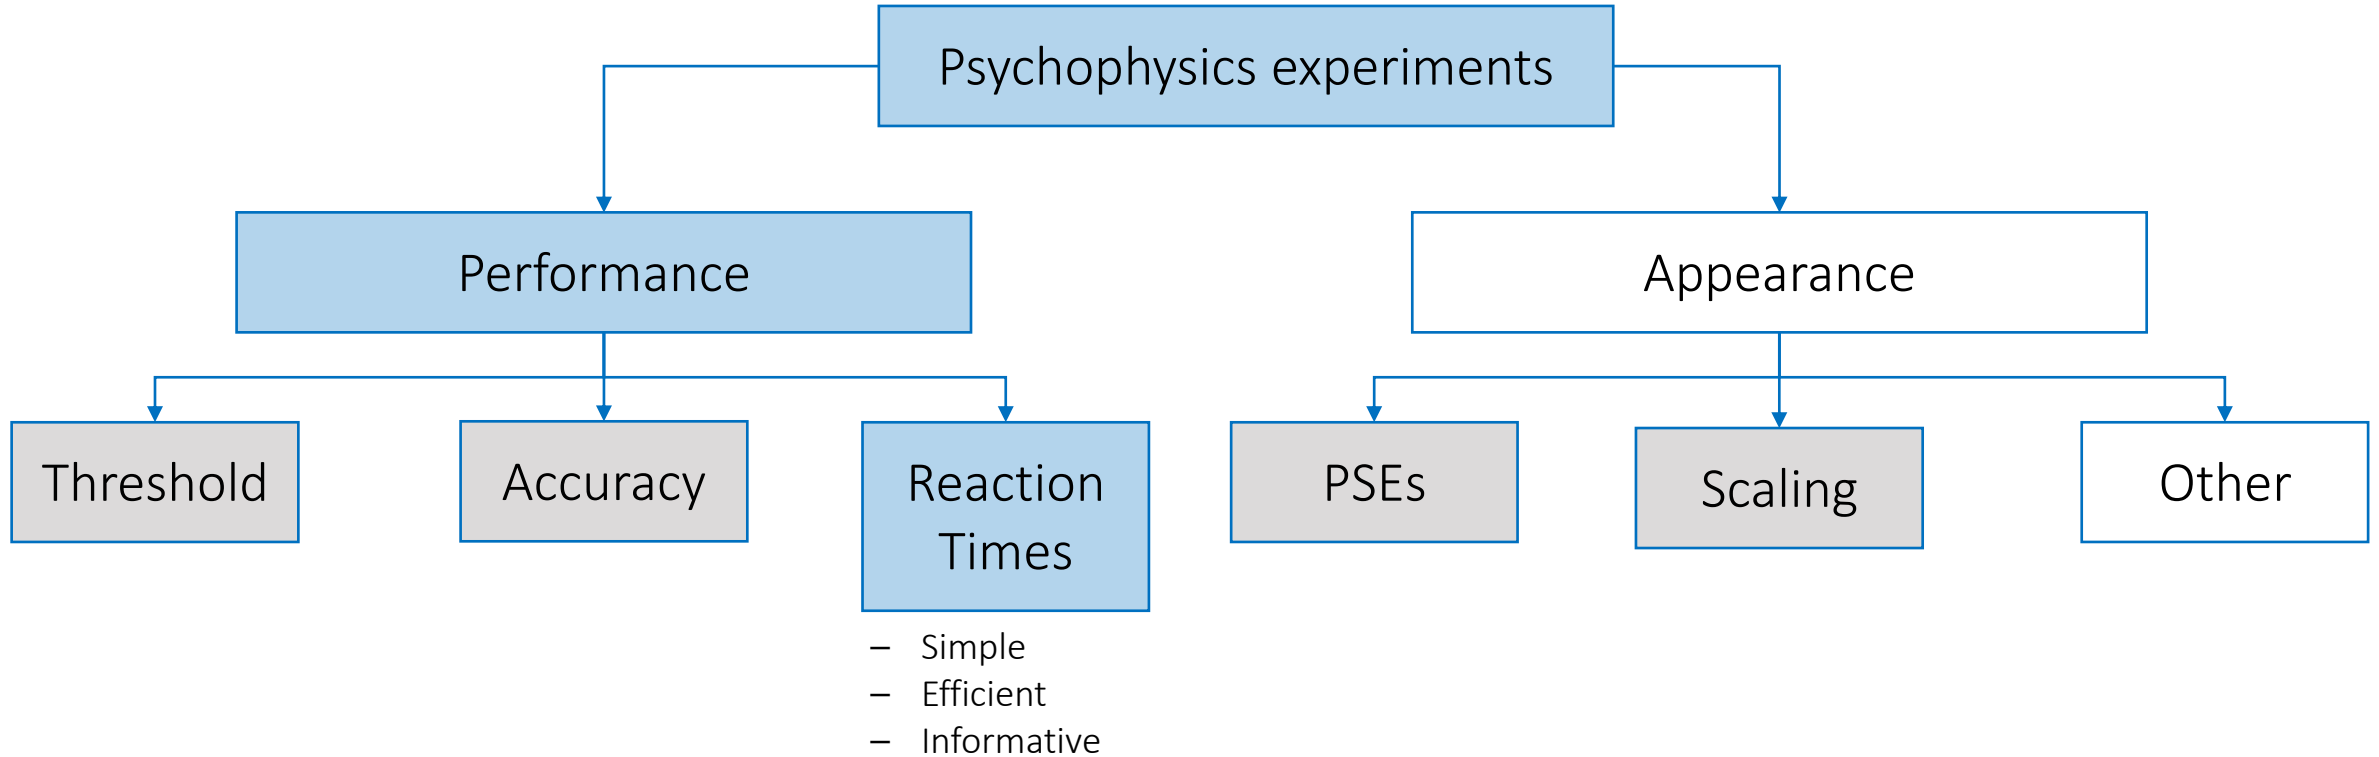 Psychophysics experiments
Performance
Appearance
Threshold
Accuracy
Reaction
Times
PSEs
Scaling
Other
– Simple
– Efficient
– Informative